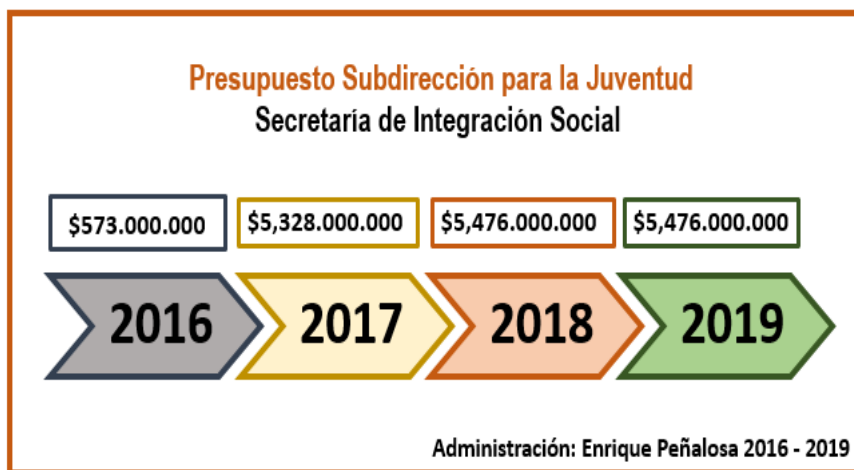 Presupuesto Subdirección para la Juventud
Secretaría de Integración Social
$573.000.000 $5,328.000.000 $5,476.000.000 $5,476.000.000
2016 2017 2018 2019
Administración: Enrique Peñalosa 2016 - 2019